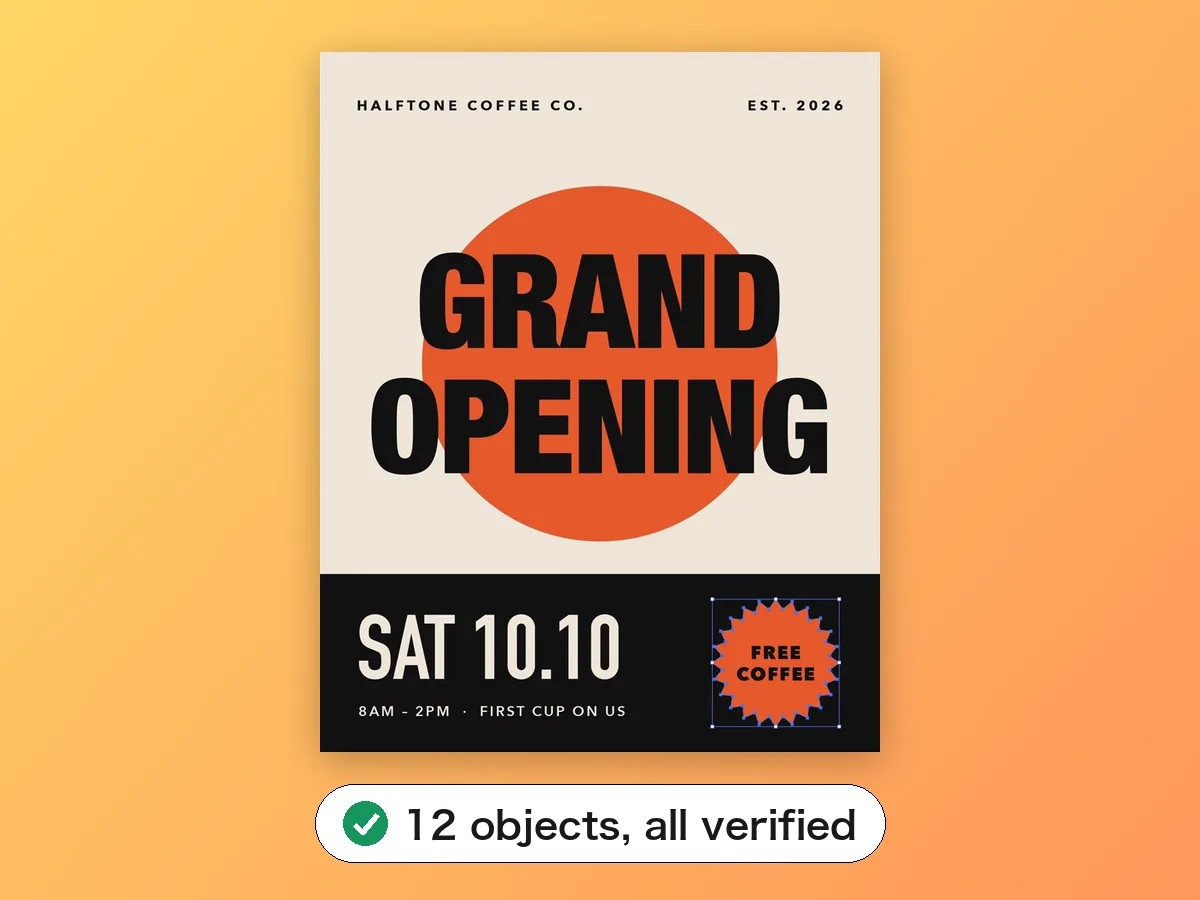 HALFTONE COFFEE CO.
EST. 2026
GRAND
OPENING
SAT 10.10
8AM – 2PM · FIRST CUP ON US
FREE
COFFEE
12 objects, all verified